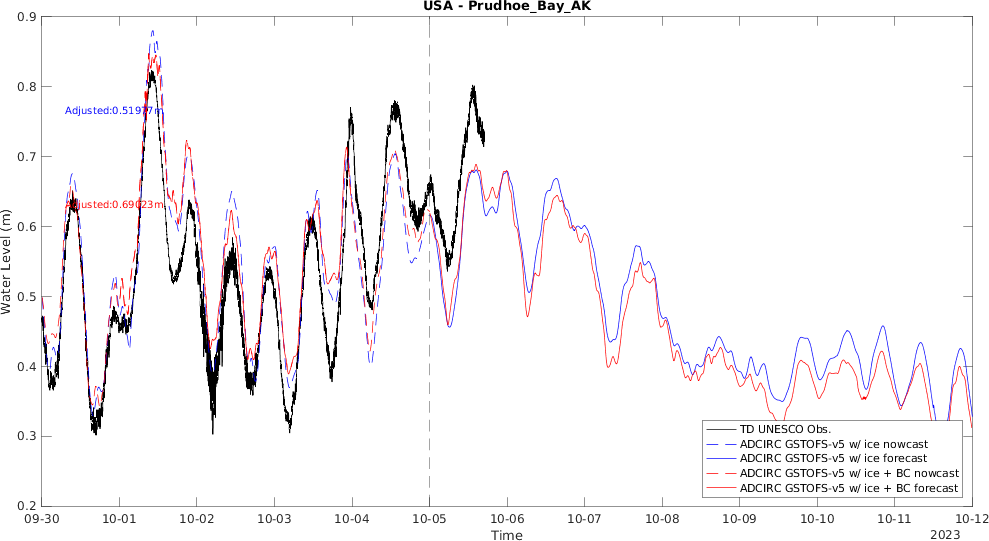 USA - Prudhoe_Bay_AK
Water Level (m)
0.9
0.8
0.7
0.6
0.5
0.4
0.3
0.2
Adjusted:0.51977m
Adjusted:0.69023m
TD UNESCO Obs.
ADCIRC GSTOFS-v5 w/ ice nowcast
ADCIRC GSTOFS-v5 w/ ice forecast
ADCIRC GSTOFS-v5 w/ ice + BC nowcast
ADCIRC GSTOFS-v5 w/ ice + BC forecast
09-30 10-01 10-02 10-03 10-04 10-05 10-06 10-07 10-08 10-09 10-10 10-11 10-12
Time
2023